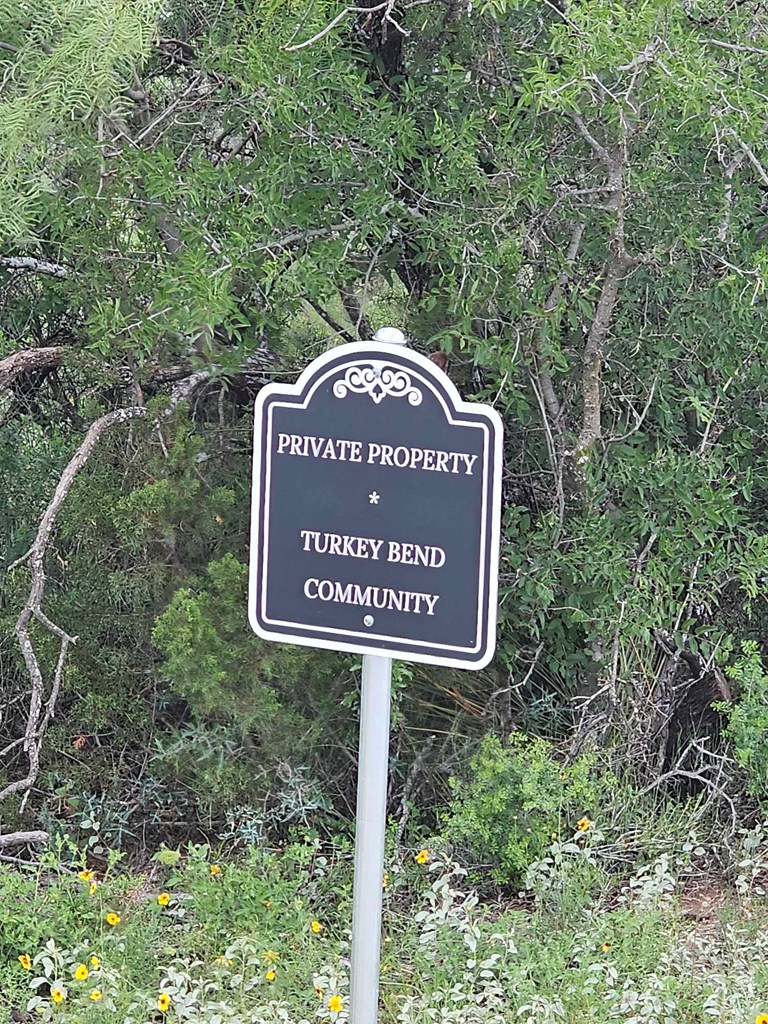 PRIVATE PROPERTY
*
TURKEY BEND
COMMUNITY